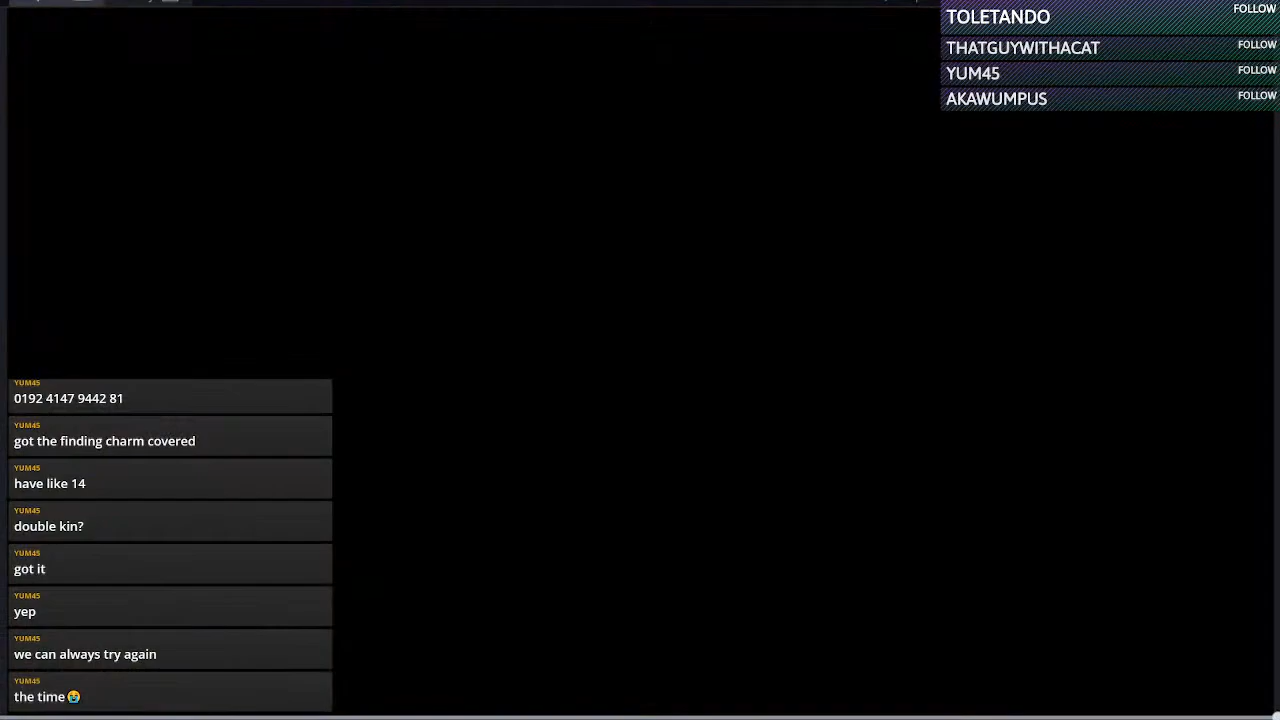 TOLETANDO FOLLOW
THATGUYWITHACAT FOLLOW
YUM45 FOLLOW
AKAWUMPUS FOLLOW
YUM45
0192 4147 9442 81
YUM45
got the finding charm covered
YUM45
have like 14
YUM45
double kin?
YUM45
got it
YUM45
yep
YUM45
we can always try again
YUM45
the time😭